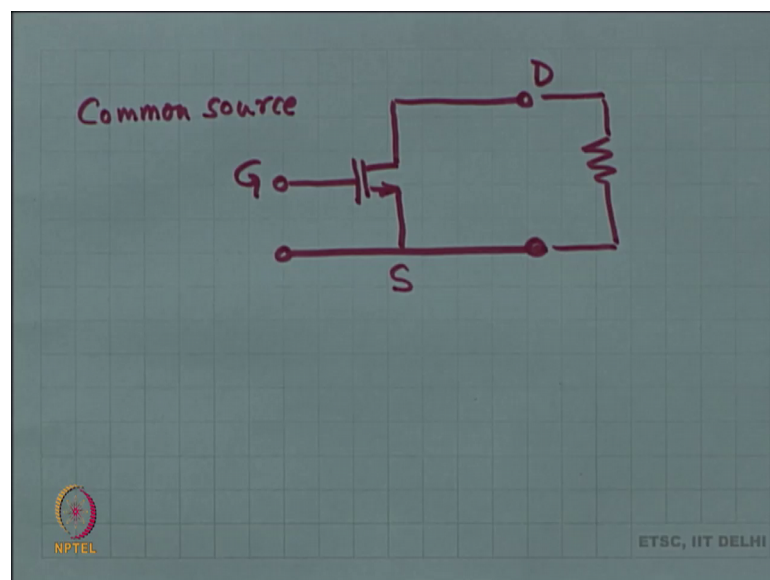 D
Common source
G
S
NPTEL
ETSC, IIT DELHI